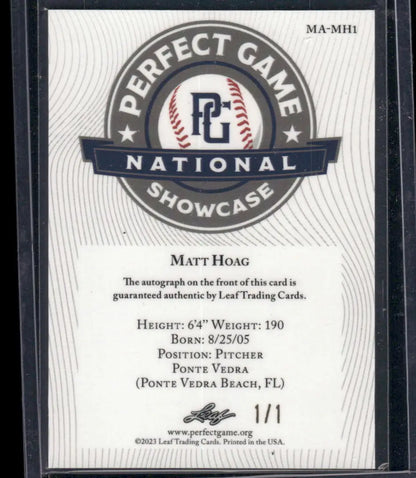 MA-MH1
PERFECT GAME
PG
NATIONAL
SHOWCASE
MATT HOAG
The autograph on the front of this card is
guaranteed authentic by Leaf Trading Cards.
HEIGHT: 6'4" WEIGHT: 190
BORN: 8/25/05
POSITION: PITCHER
PONTE VEDRA
(PONTE VEDRA BEACH, FL)
Leaf 1/1
www.perfectgame.org
©2023 Leaf Trading Cards. Printed in the USA.